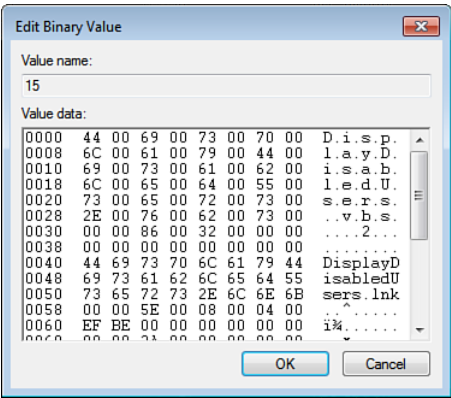 Edit Binary Value
Value name:
15
Value data:
0000 44 00 69 00 73 00 70 00 D.i.s.p.
0008 6C 00 61 00 79 00 44 00 l.a.y.D.
0010 69 00 73 00 61 00 62 00 i.s.a.b.
0018 6C 00 65 00 64 00 55 00 l.e.d.U.
0020 73 00 65 00 72 00 73 00 s.e.r.s.
0028 2E 00 76 00 62 00 73 00 ..v.b.s.
0030 00 00 86 00 32 00 00 00 ....2...
0038 00 00 00 00 00 00 00 00 ........
0040 44 69 73 70 6C 61 79 44 DisplayD
0048 69 73 61 62 6C 65 64 55 isabledU
0050 73 65 72 73 2E 6C 6E 6B sers.lnk
0058 00 00 5E 00 08 00 04 00 ..^.....
0060 EF BE 00 00 00 00 00 00 ï¾......
OK Cancel